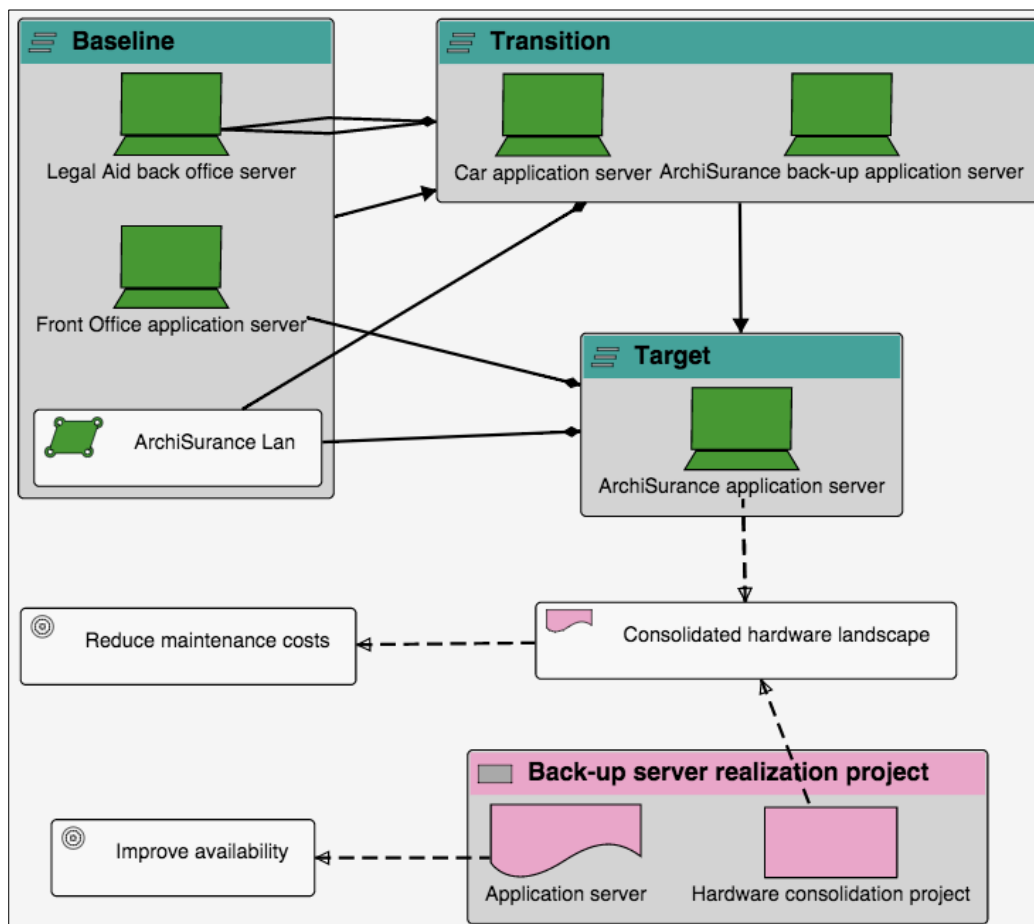 Baseline
Transition
Legal Aid back office server
Car application server
ArchiSurance back-up application server
Front Office application server
Target
ArchiSurance Lan
ArchiSurance application server
Reduce maintenance costs
Consolidated hardware landscape
Back-up server realization project
Improve availability
Application server
Hardware consolidation project